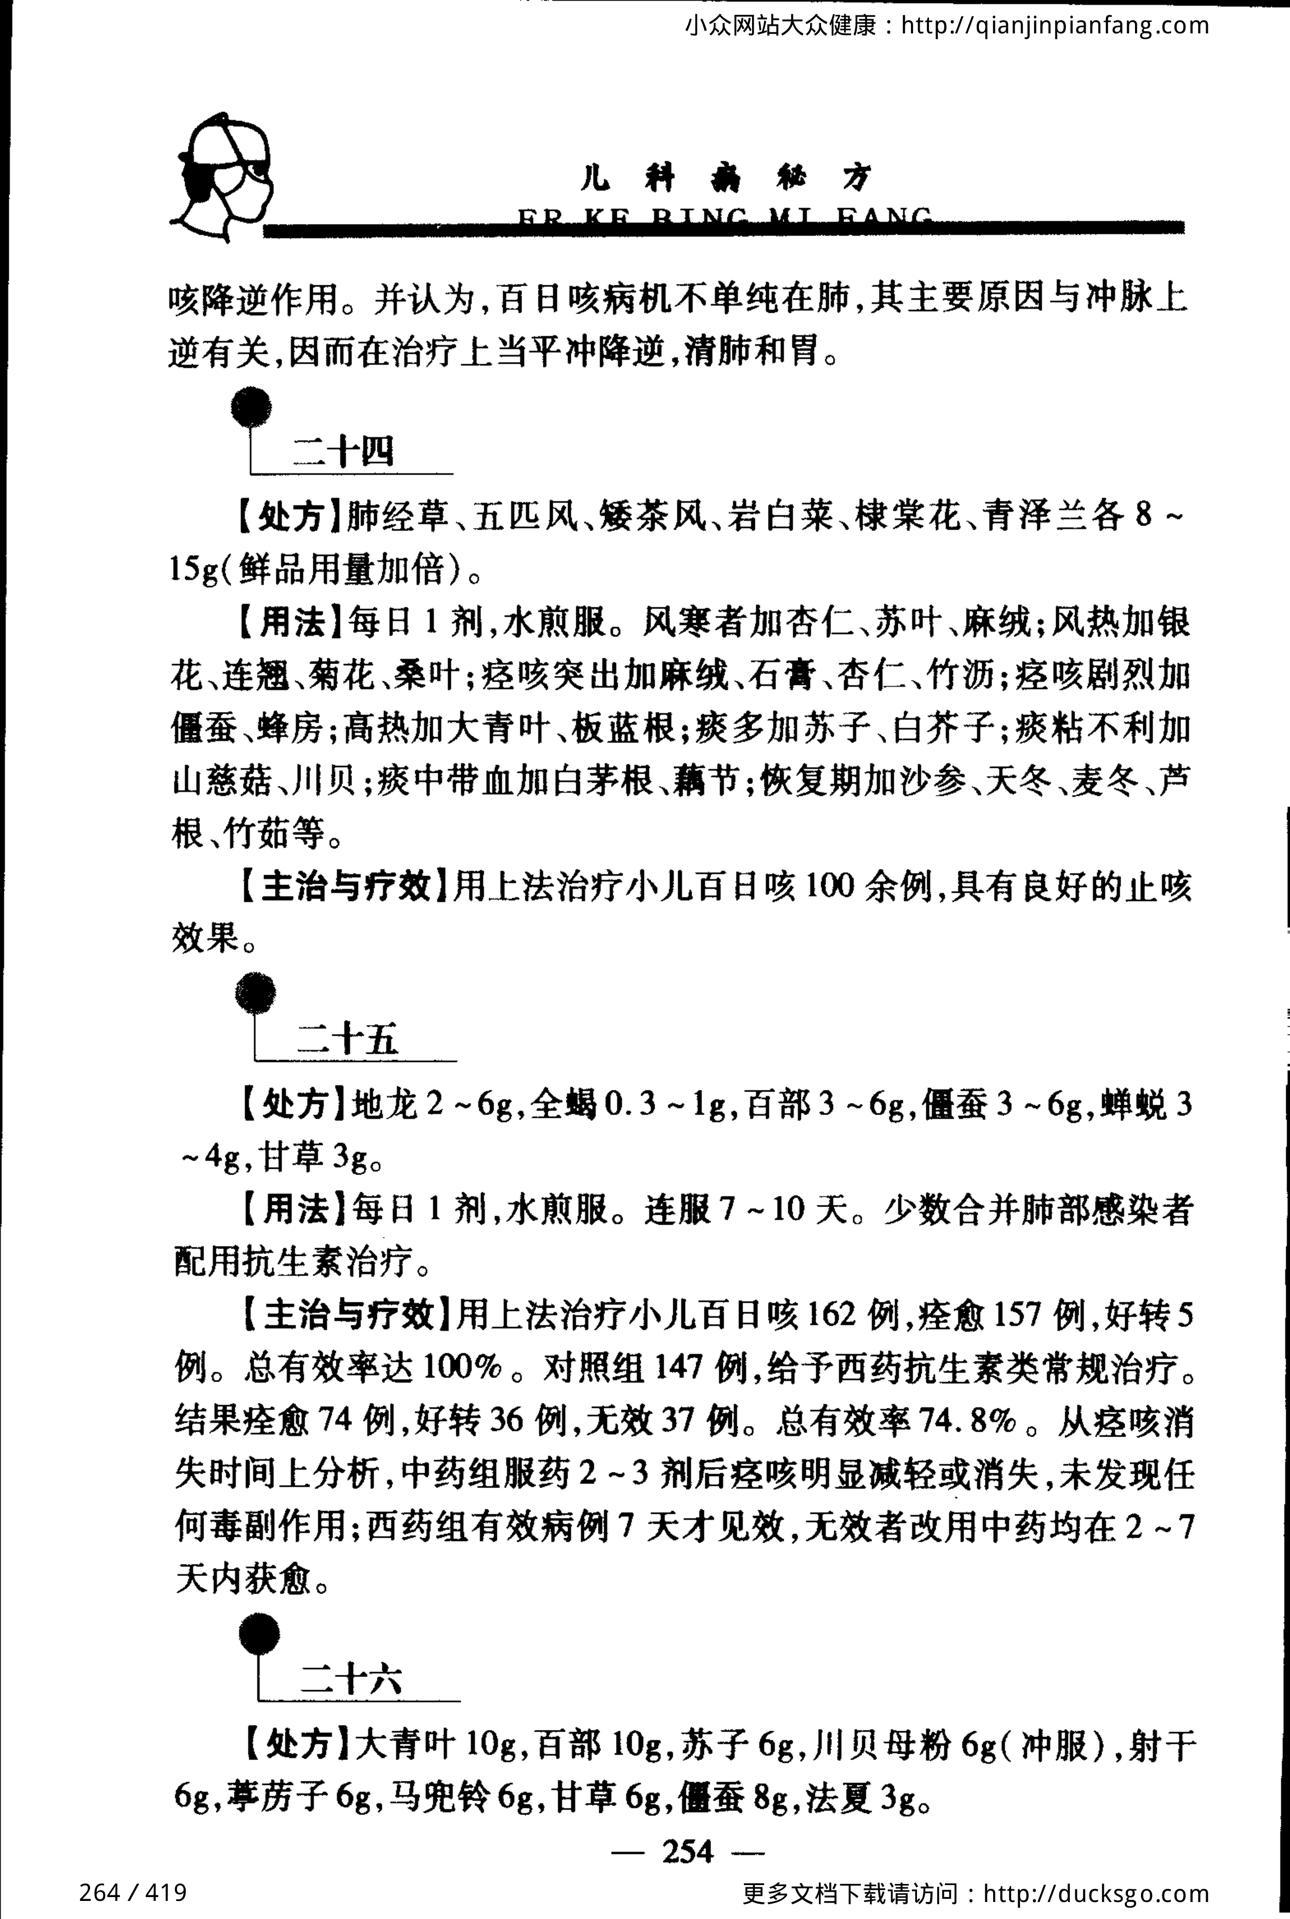 小众网站大众健康：http://qianjinpianfang.com
儿科病秘方
ER KE BING MI FANG
咳降逆作用。并认为,百日咳病机不单纯在肺,其主要原因与冲脉上
逆有关,因而在治疗上当平冲降逆,清肺和胃。
二十四
【处方】肺经草、五匹风、矮茶风、岩白菜、棣棠花、青泽兰各 8 ~
15g(鲜品用量加倍)。
【用法】每日 1 剂,水煎服。风寒者加杏仁、苏叶、麻绒;风热加银
花、连翘、菊花、桑叶;痉咳突出加麻绒、石膏、杏仁、竹沥;痉咳剧烈加
僵蚕、蜂房;高热加大青叶、板蓝根;痰多加苏子、白芥子;痰粘不利加
山慈菇、川贝;痰中带血加白茅根、藕节;恢复期加沙参、天冬、麦冬、芦
根、竹茹等。
【主治与疗效】用上法治疗小儿百日咳 100 余例,具有良好的止咳
效果。
二十五
【处方】地龙 2 ~ 6g,全蝎 0.3 ~ 1g,百部 3 ~ 6g,僵蚕 3 ~ 6g,蝉蜕 3
~ 4g,甘草 3g。
【用法】每日 1 剂,水煎服。连服 7 ~ 10 天。少数合并肺部感染者
配用抗生素治疗。
【主治与疗效】用上法治疗小儿百日咳 162 例,痊愈 157 例,好转 5
例。总有效率达 100%。对照组 147 例,给予西药抗生素类常规治疗。
结果痊愈 74 例,好转 36 例,无效 37 例。总有效率 74.8%。从痉咳消
失时间上分析,中药组服药 2 ~ 3 剂后痉咳明显减轻或消失,未发现任
何毒副作用;西药组有效病例 7 天才见效,无效者改用中药均在 2 ~ 7
天内获愈。
二十六
【处方】大青叶 10g,百部 10g,苏子 6g,川贝母粉 6g(冲服),射干
6g,葶苈子 6g,马兜铃 6g,甘草 6g,僵蚕 8g,法夏 3g。
— 254 —
264 / 419
更多文档下载请访问：http://ducksgo.com